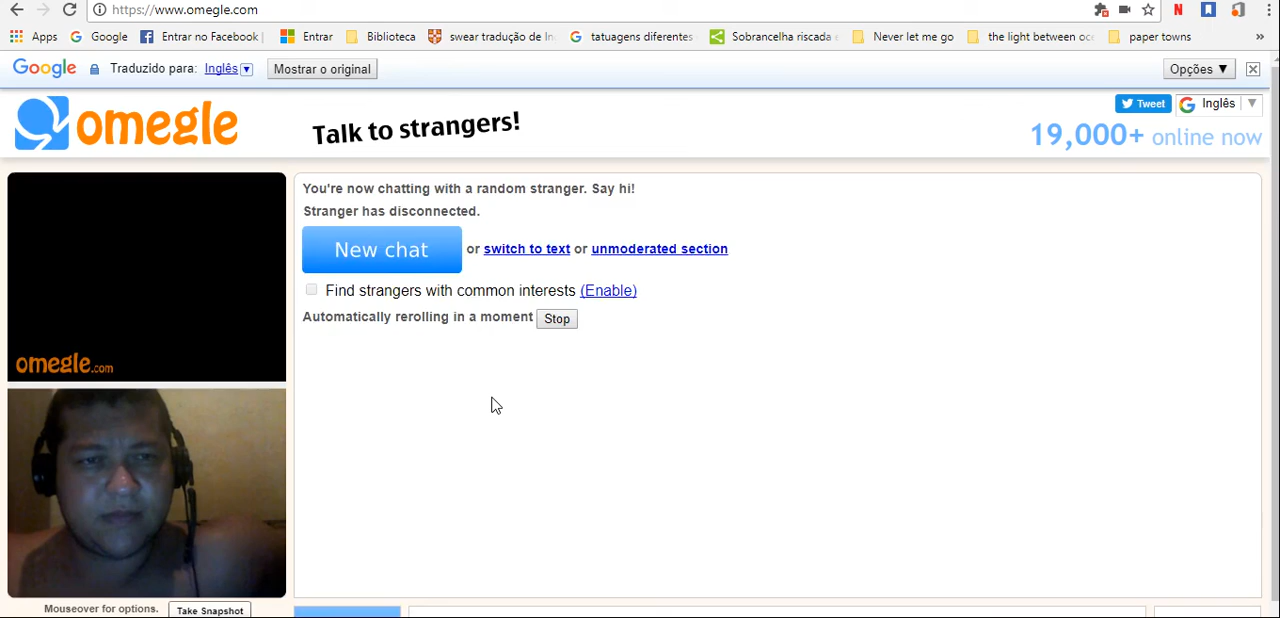 https://www.omegle.com
Apps Google Entrar no Facebook Entrar Biblioteca swear tradução de In tatuagens diferentes Sobrancelha riscada Never let me go the light between oce paper towns »
Google Traduzido para: Inglês Mostrar o original Opções ▼
Tweet Inglês
omegle Talk to strangers! 19,000+ online now
You're now chatting with a random stranger. Say hi!
Stranger has disconnected.
New chat or switch to text or unmoderated section
Find strangers with common interests (Enable)
Automatically rerolling in a moment Stop
omegle.com
Mouseover for options. Take Snapshot